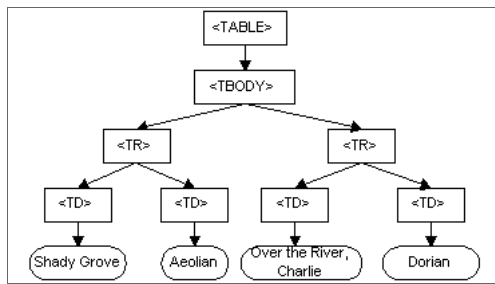 <TABLE>
<TBODY>
<TR> <TR>
<TD> <TD> <TD> <TD>
Shady Grove Aeolian Over the River,
Charlie Dorian